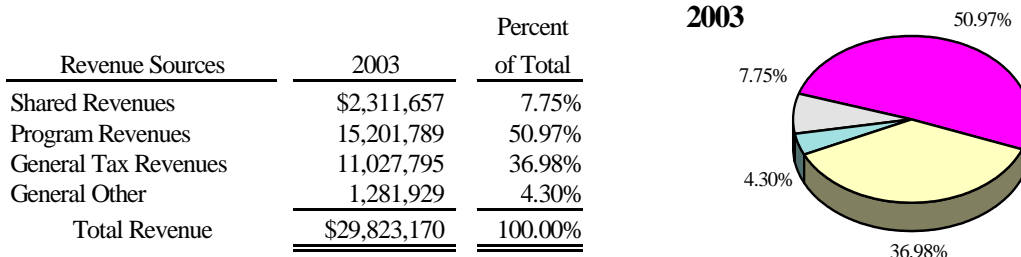 Percent
Revenue Sources 2003 of Total
Shared Revenues $2,311,657 7.75%
Program Revenues 15,201,789 50.97%
General Tax Revenues 11,027,795 36.98%
General Other 1,281,929 4.30%
Total Revenue $29,823,170 100.00%
2003
50.97%
7.75%
4.30%
36.98%